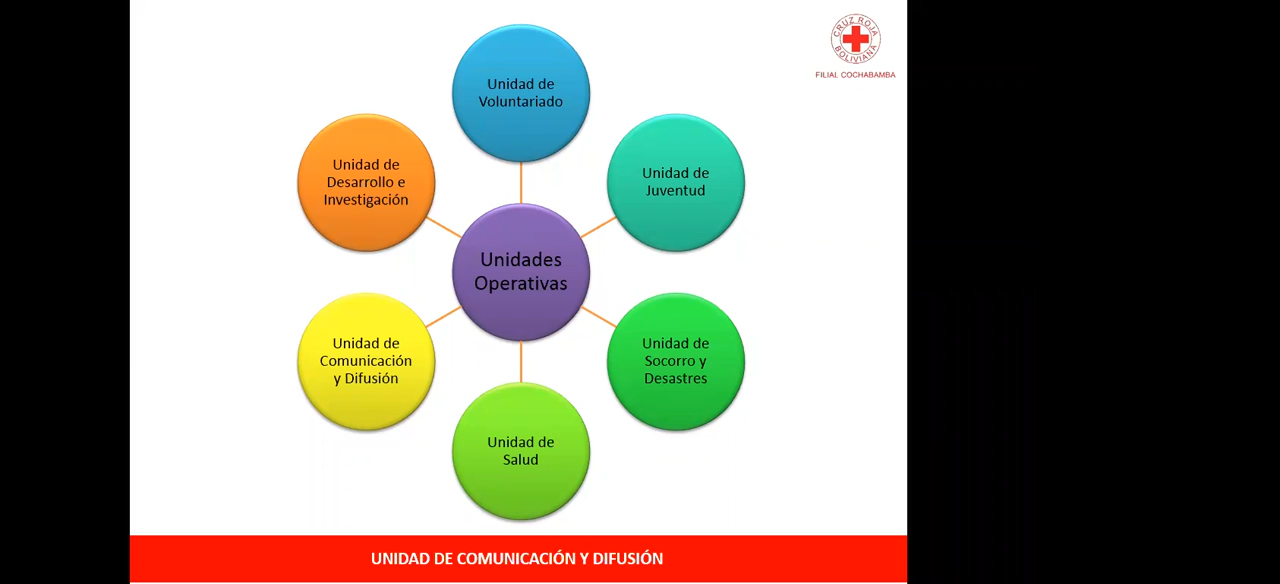 CRUZ ROJA
BOLIVIANA
FILIAL COCHABAMBA
Unidad de
Voluntariado
Unidad de
Juventud
Unidad de
Socorro y
Desastres
Unidad de
Salud
Unidad de
Comunicación
y Difusión
Unidad de
Desarrollo e
Investigación
Unidades
Operativas
UNIDAD DE COMUNICACIÓN Y DIFUSIÓN